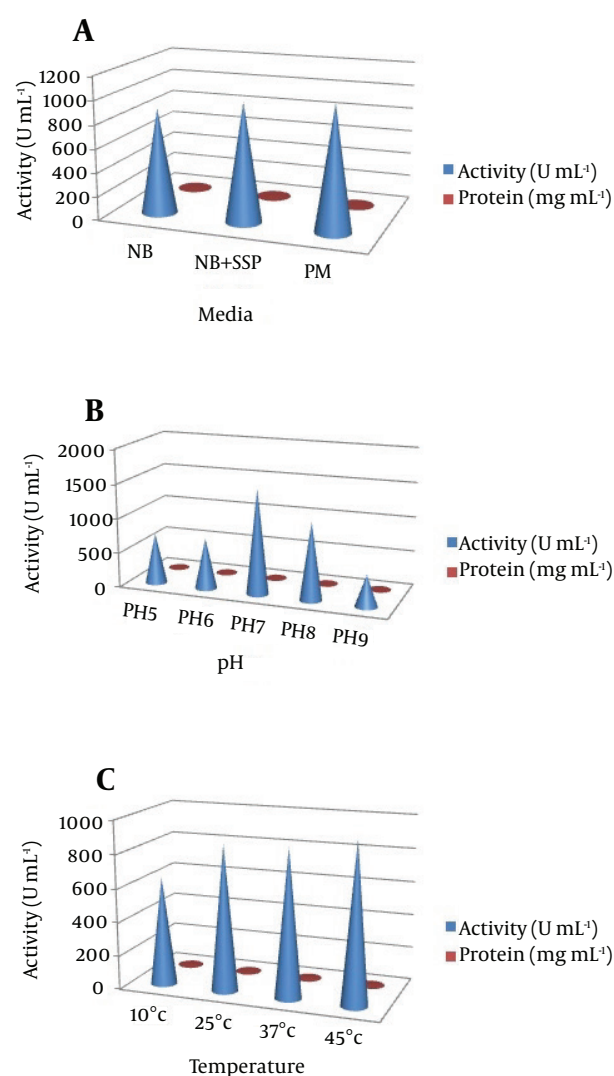 A
1200
1000
800
600
400
200
0
Activity (U mL⁻¹)
NB
NB+SSP
PM
Media
Activity (U mL⁻¹)
Protein (mg mL⁻¹)
B
2000
1500
1000
500
0
Activity (U mL⁻¹)
PH5
PH6
PH7
PH8
PH9
pH
Activity (U mL⁻¹)
Protein (mg mL⁻¹)
C
1000
800
600
400
200
0
Activity (U mL⁻¹)
10°c
25°c
37°c
45°c
Temperature
Activity (U mL⁻¹)
Protein (mg mL⁻¹)